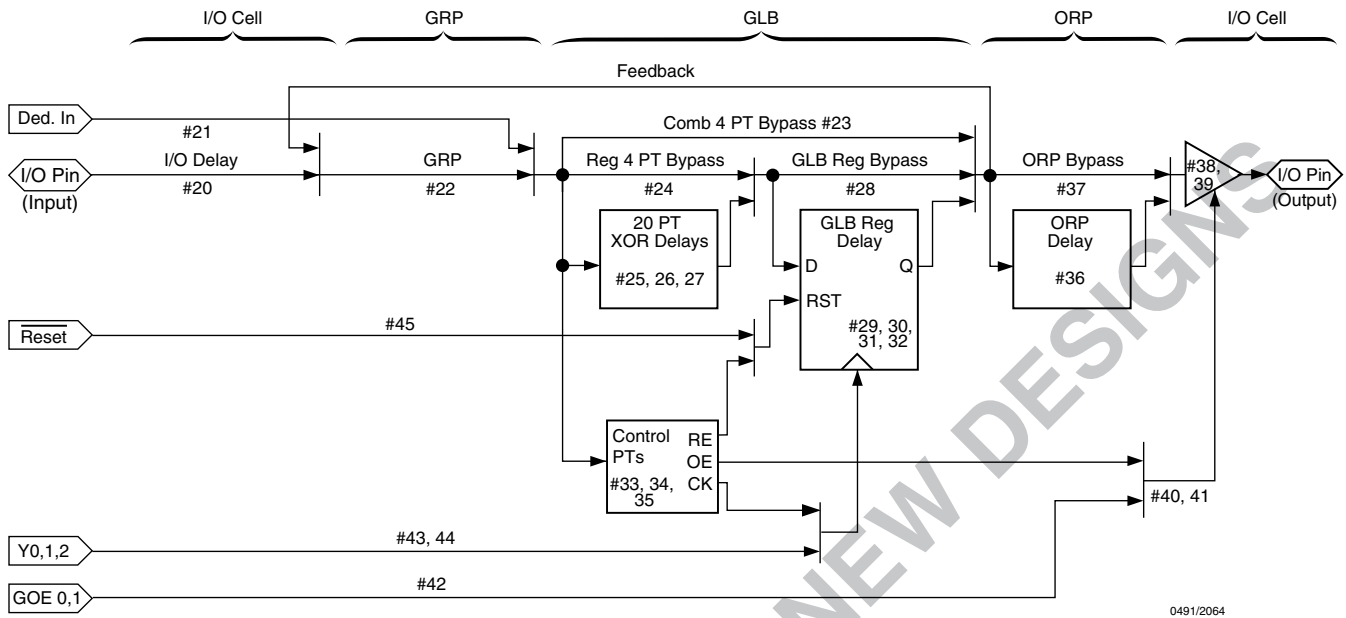 I/O Cell
GRP
GLB
ORP
I/O Cell
Feedback
Ded. In
#21
Comb 4 PT Bypass #23
I/O Pin
(Input)
I/O Delay
#20
GRP
#22
Reg 4 PT Bypass
#24
GLB Reg Bypass
#28
ORP Bypass
#37
#38,
39
I/O Pin
(Output)
20 PT
XOR Delays
#25, 26, 27
GLB Reg
Delay
D
Q
RST
#29, 30,
31, 32
ORP
Delay
#36
Reset
#45
Control
PTs
#33, 34,
35
RE
OE
CK
#40, 41
Y0,1,2
#43, 44
GOE 0,1
#42
0491/2064
NEW DESIGNS